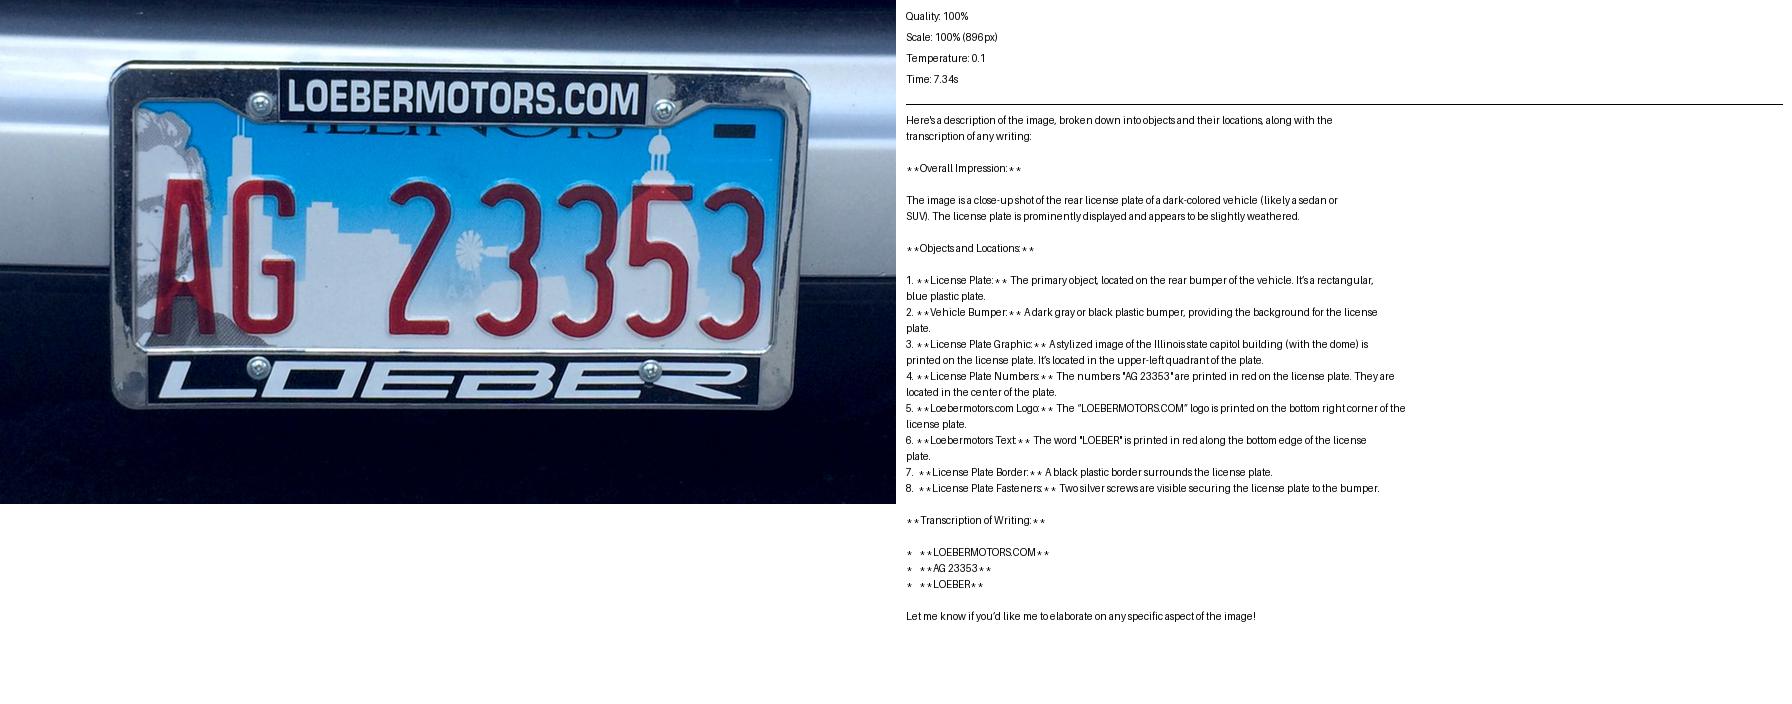 LOEBERMOTORS.COM
ILLINOIS
AG 23353
LOEBER
Quality: 100%
Scale: 100% (896px)
Temperature: 0.1
Time: 7.34s
Here's a description of the image, broken down into objects and their locations, along with the
transcription of any writing:
**Overall Impression:**
The image is a close-up shot of the rear license plate of a dark-colored vehicle (likely a sedan or
SUV). The license plate is prominently displayed and appears to be slightly weathered.
**Objects and Locations:**
1. **License Plate:** The primary object, located on the rear bumper of the vehicle. It's a rectangular,
blue plastic plate.
2. **Vehicle Bumper:** A dark gray or black plastic bumper, providing the background for the license
plate.
3. **License Plate Graphic:** A stylized image of the Illinois state capitol building (with the dome) is
printed on the license plate. It's located in the upper-left quadrant of the plate.
4. **License Plate Numbers:** The numbers "AG 23353" are printed in red on the license plate. They are
located in the center of the plate.
5. **Loebermotors.com Logo:** The "LOEBERMOTORS.COM" logo is printed on the bottom right corner of the
license plate.
6. **Loebermotors Text:** The word "LOEBER" is printed in red along the bottom edge of the license
plate.
7. **License Plate Border:** A black plastic border surrounds the license plate.
8. **License Plate Fasteners:** Two silver screws are visible securing the license plate to the bumper.
**Transcription of Writing:**
* **LOEBERMOTORS.COM**
* **AG 23353**
* **LOEBER**
Let me know if you'd like me to elaborate on any specific aspect of the image!